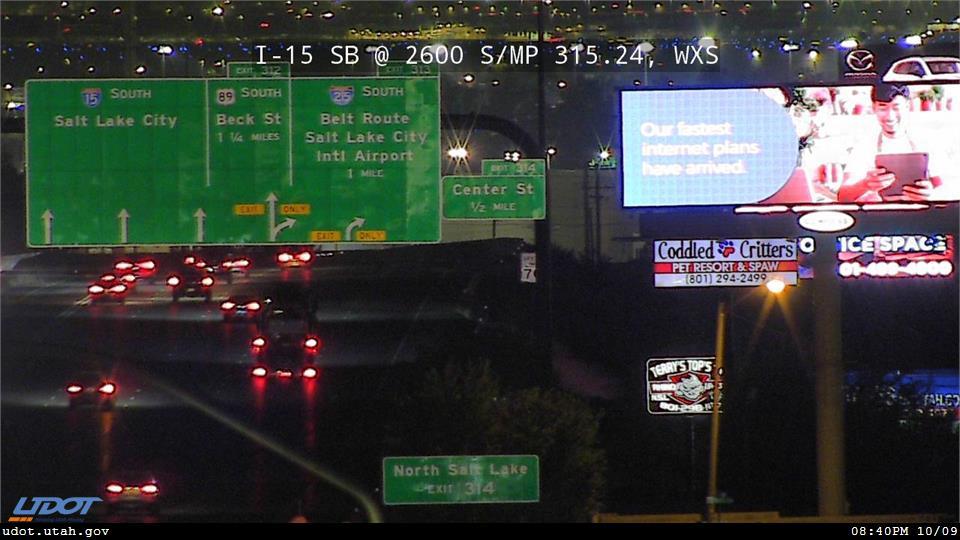 I-15 SB @ 2600 S/MP 315.24, WXS
EXIT 312
EXIT 313
15 SOUTH
Salt Lake City
89 SOUTH
Beck St
1 1/4 MILES
215 SOUTH
Belt Route
Salt Lake City
Intl Airport
1 MILE
EXIT ONLY
EXIT ONLY
EXIT 314
Center St
1/2 MILE
Our fastest
internet plans
have arrived.
mazda
Coddled Critters
PET RESORT & SPAW
(801) 294-2499
ICE SPACE
TERRY'S TOP'S
RHINO
North Salt Lake
EXIT 314
UDOT
udot.utah.gov
08:40PM 10/09